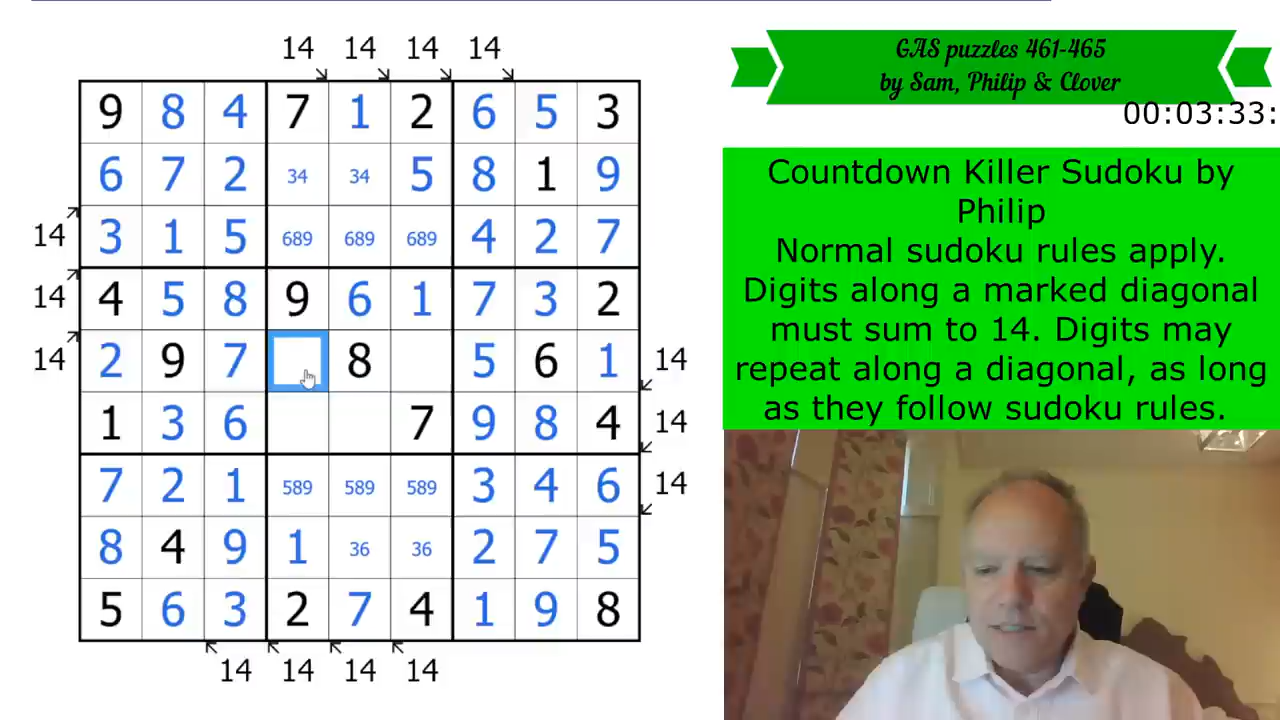 GAS puzzles 461-465
by Sam, Philip & Clover
00:03:33:
Countdown Killer Sudoku by
Philip
Normal sudoku rules apply.
Digits along a marked diagonal
must sum to 14. Digits may
repeat along a diagonal, as long
as they follow sudoku rules.
14 14 14 14
9 8 4 7 1 2 6 5 3
6 7 2 34 34 5 8 1 9
14 3 1 5 689 689 689 4 2 7
14 4 5 8 9 6 1 7 3 2
14 2 9 7 8 5 6 1 14
1 3 6 7 9 8 4 14
7 2 1 589 589 589 3 4 6 14
8 4 9 1 36 36 2 7 5
5 6 3 2 7 4 1 9 8
14 14 14 14